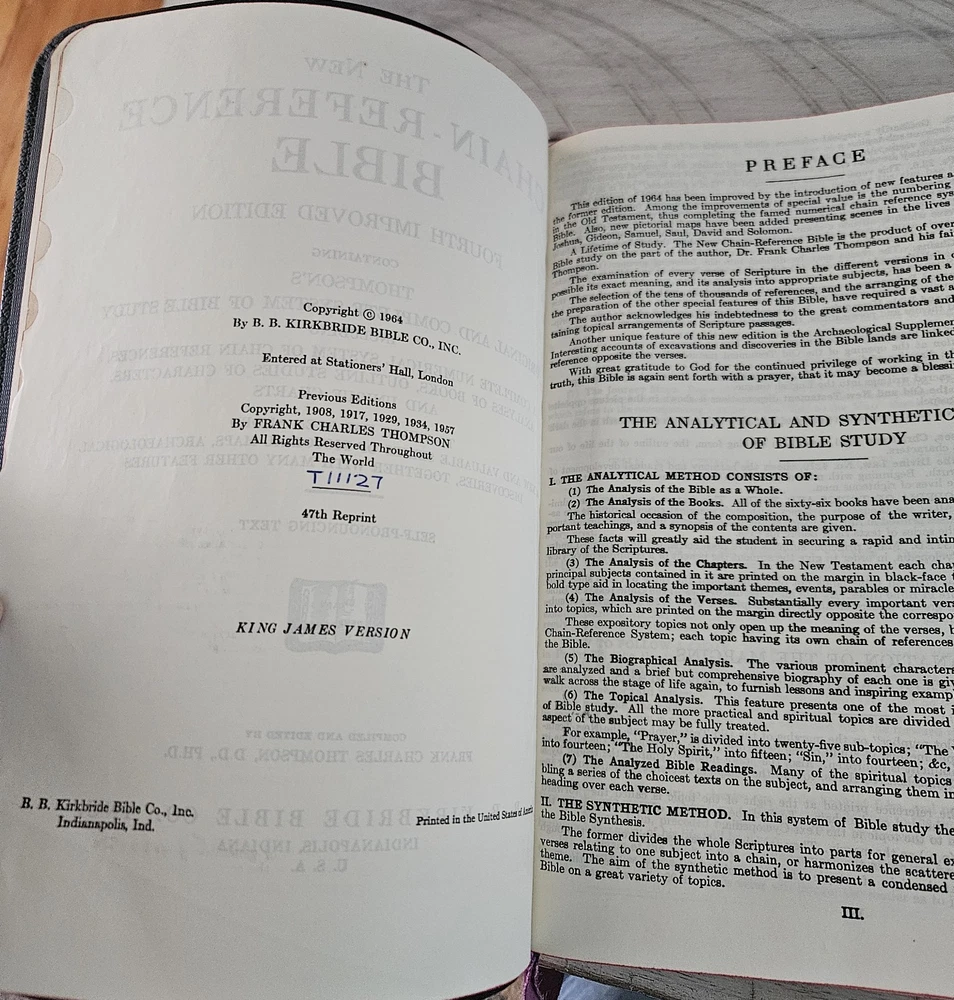 Copyright © 1964
By B. B. KIRKBRIDE BIBLE CO., INC.
Entered at Stationers' Hall, London
Previous Editions
Copyright, 1908, 1917, 1929, 1934, 1957
By FRANK CHARLES THOMPSON
All Rights Reserved Throughout
The World
T11127
47th Reprint
KING JAMES VERSION
B. B. Kirkbride Bible Co., Inc.
Indianapolis, Ind.
Printed in the United States of
PREFACE
This edition of 1964 has been improved by the introduction of new features
the former edition. Among the improvements of special value is the numbering
in the Old Testament, thus completing the famed numerical chain reference
Bible. Also, new pictorial maps have been added presenting scenes in the lives
Joshua, Gideon, Samuel, Saul, David and Solomon.
A Lifetime of Study. The New Chain-Reference Bible is the product of over
Bible study on the part of the author, Dr. Frank Charles Thompson and his
Thompson.
The examination of every verse of Scripture in the different versions in
possible its exact meaning, and its analysis into appropriate subjects, has been a
The selection of the tens of thousands of references, and the arranging of the
the preparation of the other special features of this Bible, have required a vast
The author acknowledges his indebtedness to the great commentators and
taining topical arrangements of Scripture passages.
Another unique feature of this new edition is the Archaeological
Interesting accounts of excavations and discoveries in the Bible lands are linked
reference opposite the verses.
With great gratitude to God for the continued privilege of working in
truth, this Bible is again sent forth with a prayer, that it may become a
THE ANALYTICAL AND SYNTHETIC
OF BIBLE STUDY
I. THE ANALYTICAL METHOD CONSISTS OF:
(1) The Analysis of the Bible as a Whole.
(2) The Analysis of the Books. All of the sixty-six books have been
The historical occasion of the composition, the purpose of the writer,
portant teachings, and a synopsis of the contents are given.
These facts will greatly aid the student in securing a rapid and
library of the Scriptures.
(3) The Analysis of the Chapters. In the New Testament each
principal subjects contained in it are printed on the margin in black-face
bold type aid in locating the important themes, events, parables or
(4) The Analysis of the Verses. Substantially every important
into topics, which are printed on the margin directly opposite the
These expository topics not only open up the meaning of the verses,
Chain-Reference System; each topic having its own chain of references
the Bible.
(5) The Biographical Analysis. The various prominent
are analyzed and a brief but comprehensive biography of each one is
walk across the stage of life again, to furnish lessons and inspiring
(6) The Topical Analysis. This feature presents one of the most
of Bible study. All the more practical and spiritual topics are divided
aspect of the subject may be fully treated.
For example, “Prayer,” is divided into twenty-five sub-topics; “The
into fourteen; “The Holy Spirit,” into fifteen; “Sin,” into fourteen; &c,
(7) The Analyzed Bible Readings. Many of the spiritual topics
bling a series of the choicest texts on the subject, and arranging them
heading over each verse.
II. THE SYNTHETIC METHOD. In this system of Bible study the
the Bible Synthesis.
The former divides the whole Scriptures into parts for general
verses relating to one subject into a chain, or harmonizes the
theme. The aim of the synthetic method is to present a condensed
Bible on a great variety of topics.
III.